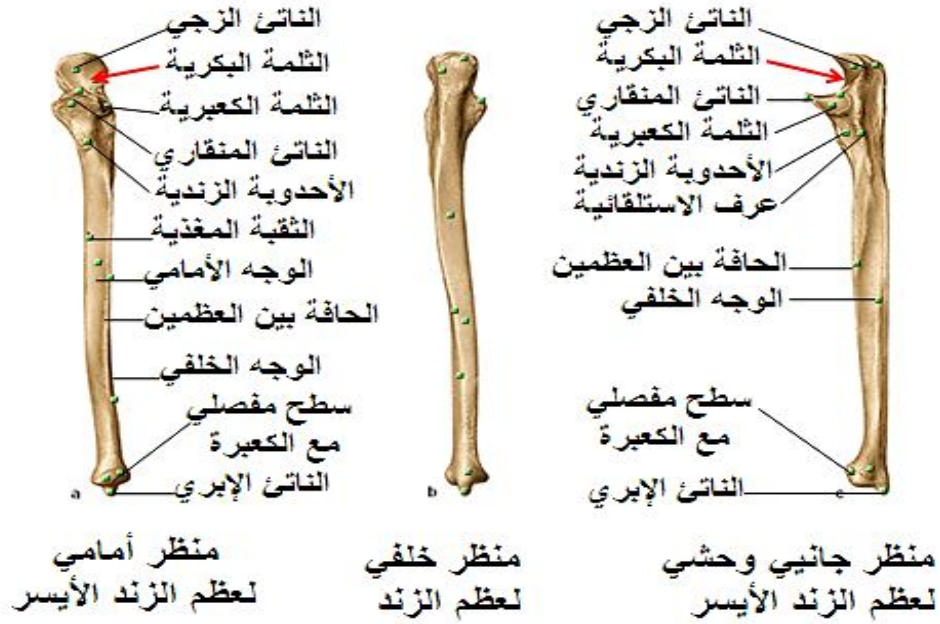 الناتئ الزجي
الثلمة البكرية
الثلمة الكعبرية
الناتئ المنقاري
الأحدوبة الزندية
الثقبة المغذية
الوجه الأمامي
الحافة بين العظمين
الوجه الخلفي
سطح مفصلي
مع الكعبرة
الناتئ الإبري
a
منظر أمامي
لعظم الزند الأيسر
b
منظر خلفي
لعظم الزند
الناتئ الزجي
الثلمة البكرية
الناتئ المنقاري
الثلمة الكعبرية
الأحدوبة الزندية
عرف الاستلقائية
الحافة بين العظمين
الوجه الخلفي
سطح مفصلي
مع الكعبرة
الناتئ الإبري
c
منظر جانبي وحشي
لعظم الزند الأيسر